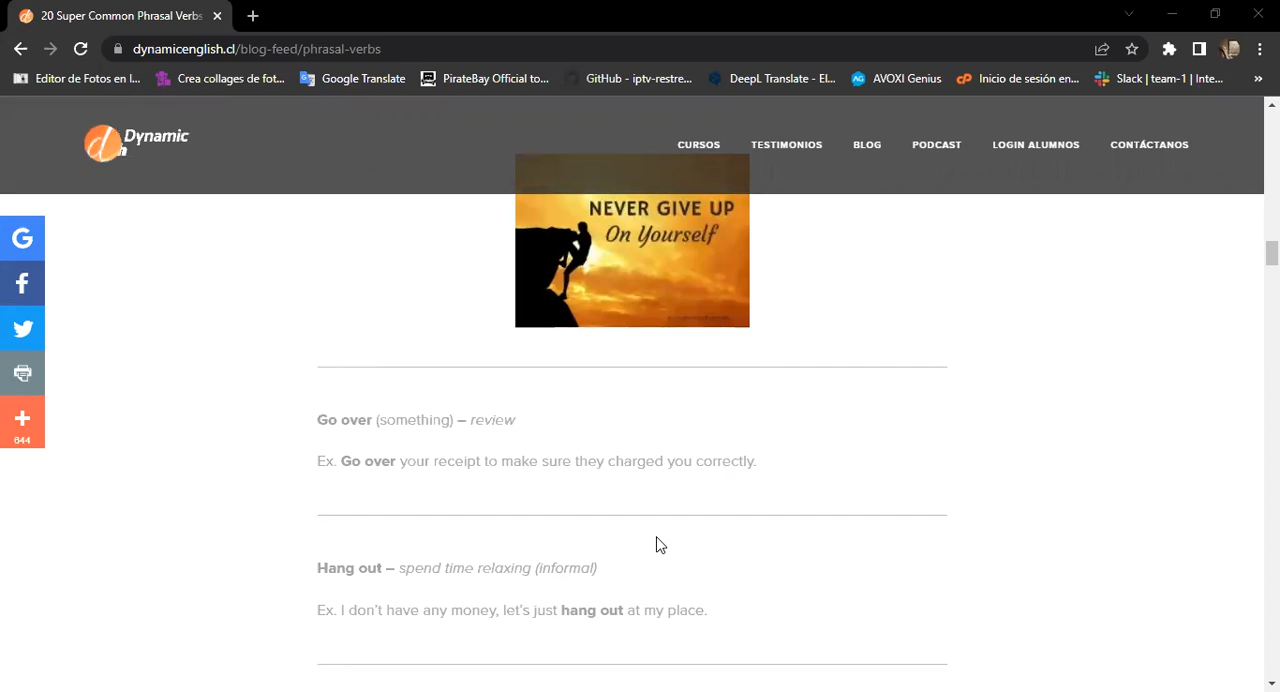 20 Super Common Phrasal Verbs
dynamicenglish.cl/blog-feed/phrasal-verbs
Editor de Fotos en l...
Crea collages de fot...
Google Translate
PirateBay Official to...
GitHub - iptv-restre...
DeepL Translate - El...
AVOXI Genius
Inicio de sesión en...
Slack | team-1 | Inte...
Dynamic
CURSOS
TESTIMONIOS
BLOG
PODCAST
LOGIN ALUMNOS
CONTÁCTANOS
NEVER GIVE UP
On Yourself
644
Go over (something) – review
Ex. Go over your receipt to make sure they charged you correctly.
Hang out – spend time relaxing (informal)
Ex. I don't have any money, let's just hang out at my place.